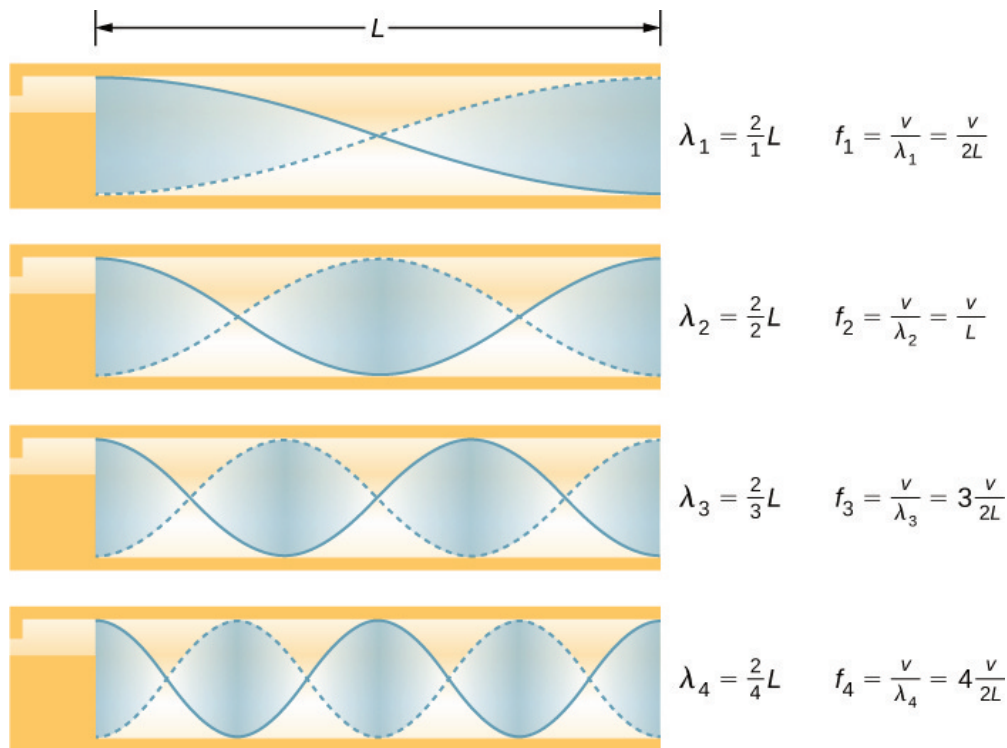 L
λ₁ = 2/1 L f₁ = v/λ₁ = v/2L
λ₂ = 2/2 L f₂ = v/λ₂ = v/L
λ₃ = 2/3 L f₃ = v/λ₃ = 3 v/2L
λ₄ = 2/4 L f₄ = v/λ₄ = 4 v/2L